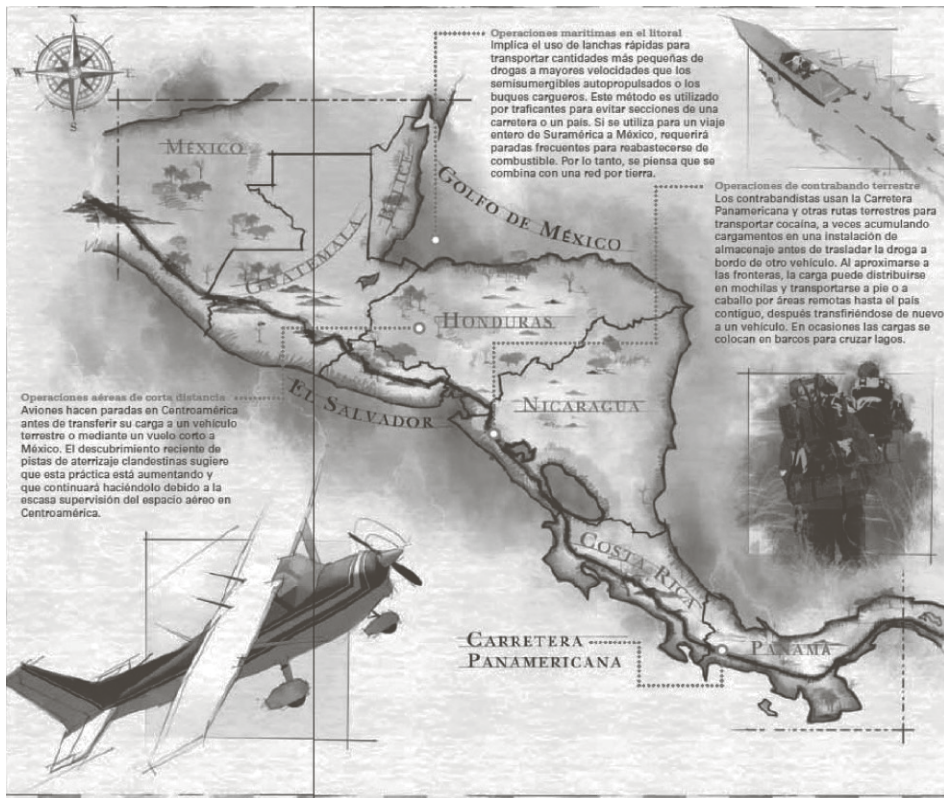 N
W
E
S
Operaciones marítimas en el litoral
Implica el uso de lanchas rápidas para
transportar cantidades más pequeñas de
drogas a mayores velocidades que los
semisumergibles autopropulsados o los
buques cargueros. Este método es utilizado
por traficantes para evitar secciones de una
carretera o un país. Si se utiliza para un viaje
entero de Suramérica a México, requerirá
paradas frecuentes para reabastecerse de
combustible. Por lo tanto, se piensa que se
combina con una red por tierra.
MÉXICO
BELICE
GOLFO DE MÉXICO
GUATEMALA
Operaciones de contrabando terrestre
Los contrabandistas usan la Carretera
Panamericana y otras rutas terrestres para
transportar cocaína, a veces acumulando
cargamentos en una instalación de
almacenaje antes de trasladar la droga a
bordo de otro vehículo. Al aproximarse a
las fronteras, la carga puede distribuirse
en mochilas y transportarse a pie o a
caballo por áreas remotas hasta el país
contiguo, después transfiriéndose de nuevo
a un vehículo. En ocasiones las cargas se
colocan en barcos para cruzar lagos.
HONDURAS
EL SALVADOR
NICARAGUA
Operaciones aéreas de corta distancia
Aviones hacen paradas en Centroamérica
antes de transferir su carga a un vehículo
terrestre o mediante un vuelo corto a
México. El descubrimiento reciente de
pistas de aterrizaje clandestinas sugiere
que esta práctica está aumentando y
que continuará haciéndolo debido a la
escasa supervisión del espacio aéreo en
Centroamérica.
COSTA RICA
CARRETERA
PANAMERICANA
PANAMÁ